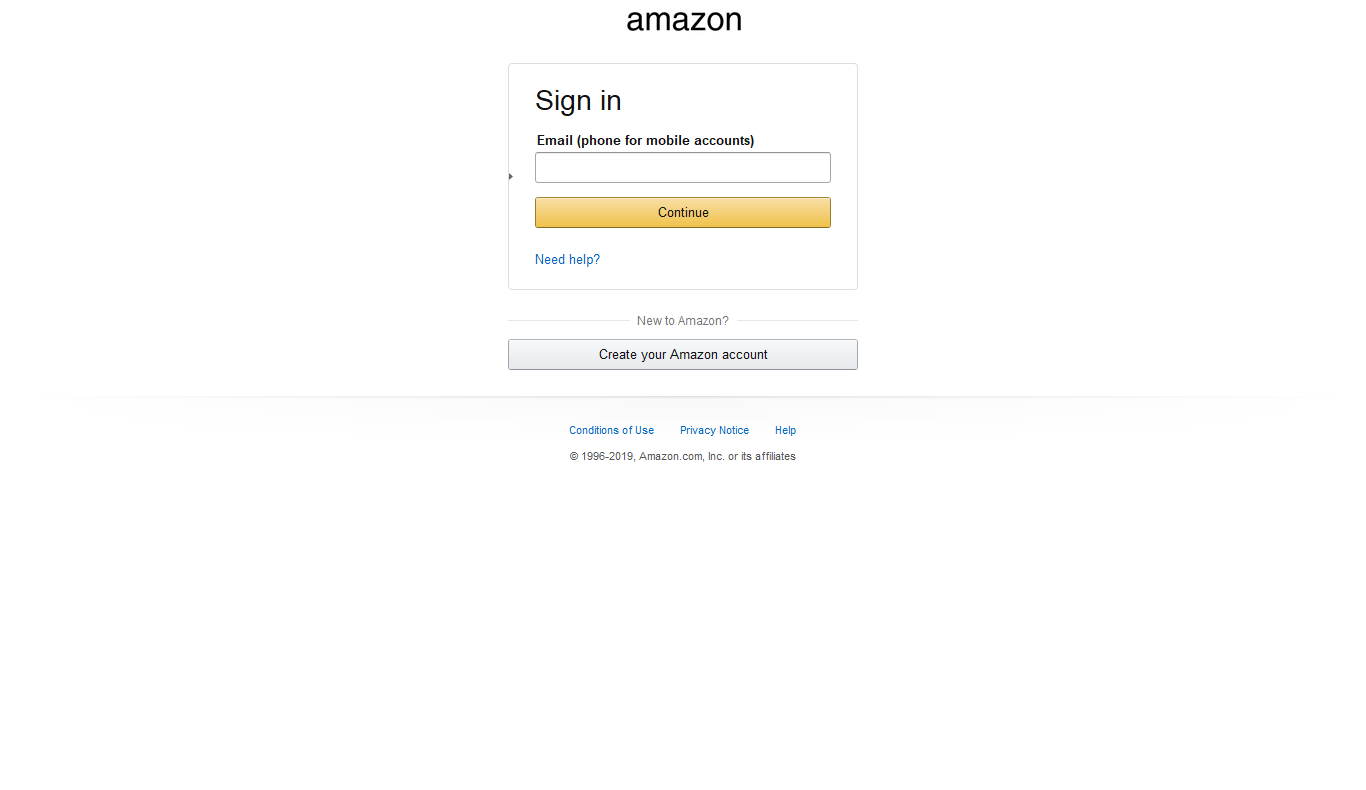 amazon
Sign in
Email (phone for mobile accounts)
Continue
Need help?
New to Amazon?
Create your Amazon account
Conditions of Use Privacy Notice Help
© 1996-2019, Amazon.com, Inc. or its affiliates